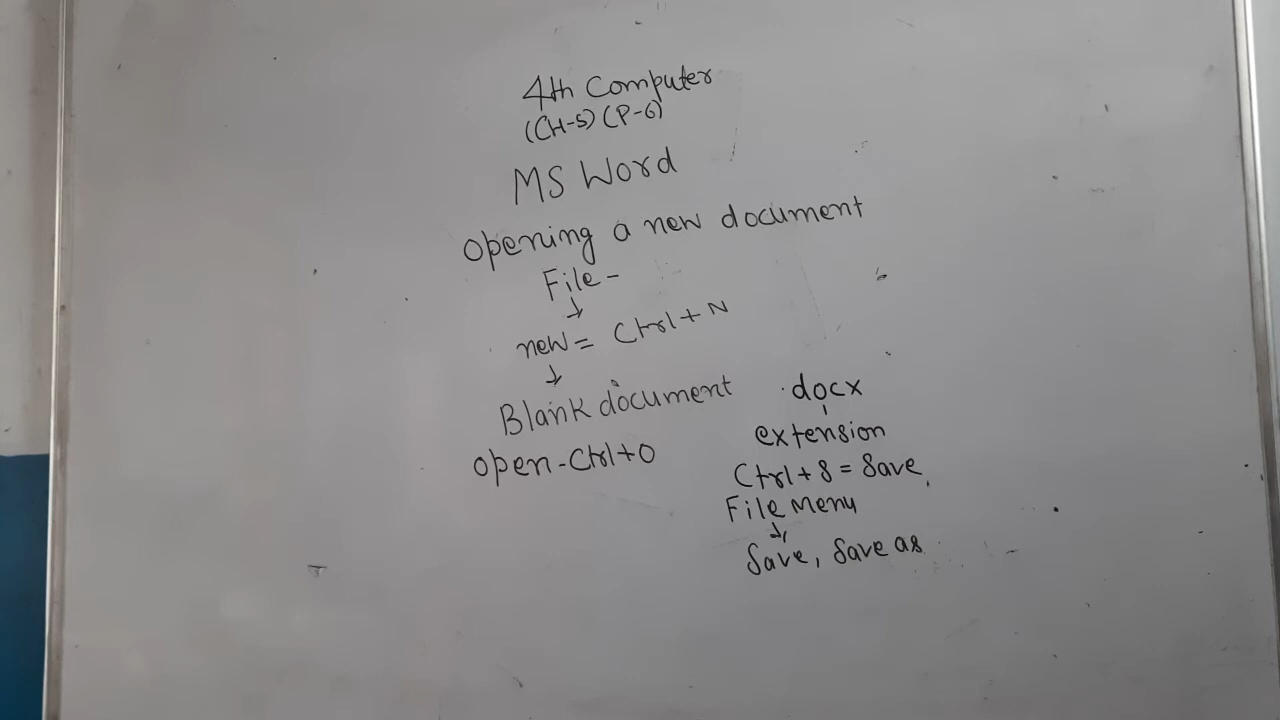 4th Computer
(CH-5) (P-6)
MS Word
opening a new document
File -
↓
new = Ctrl + N
↓
Blank document
open - Ctrl + O
.docx
extension
Ctrl + S = Save
File Menu
↓
Save, Save as